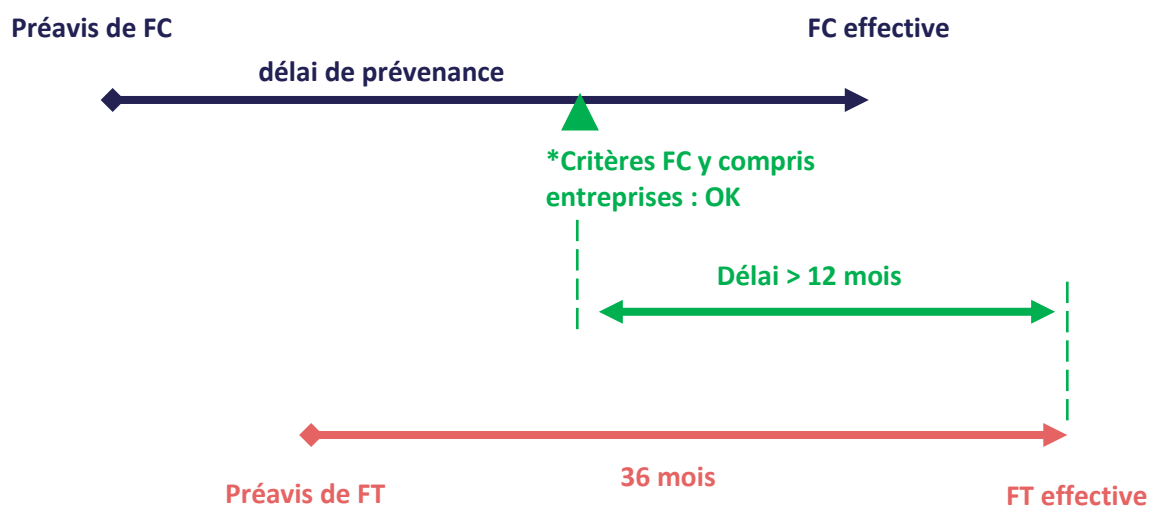 Préavis de FC
FC effective
délai de prévenance
*Critères FC y compris
entreprises : OK
Délai > 12 mois
36 mois
Préavis de FT
FT effective